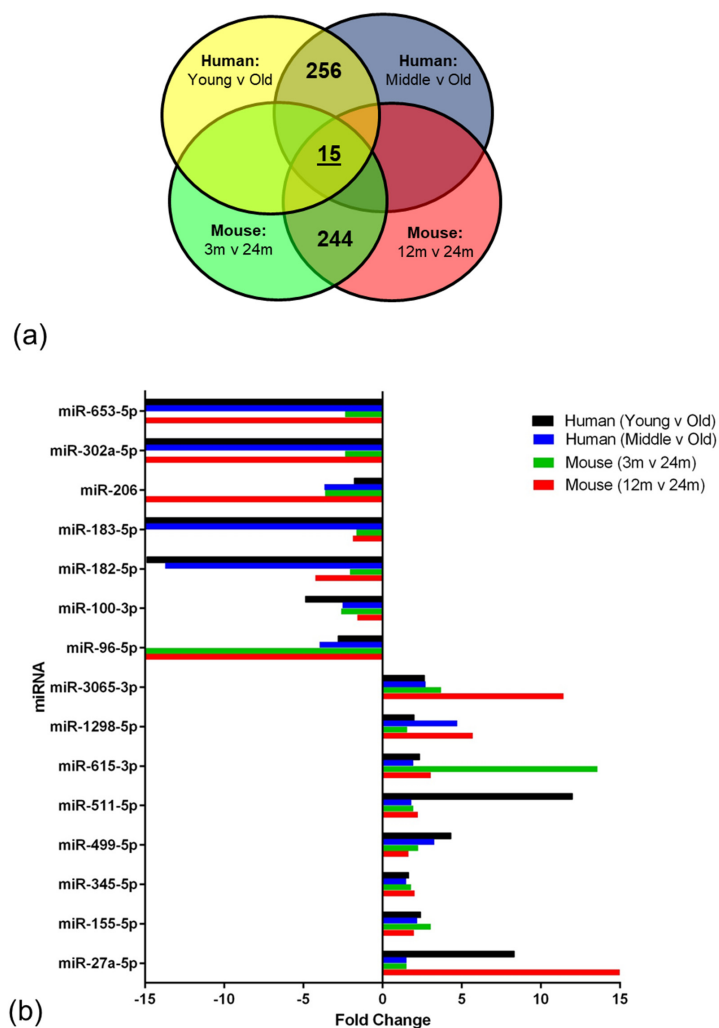 Human:
Young v Old
256
Human:
Middle v Old
15
Mouse:
3m v 24m
244
Mouse:
12m v 24m
(a)
miR-653-5p
miR-302a-5p
miR-206
miR-183-5p
miR-182-5p
miR-100-3p
miR-96-5p
miR-3065-3p
miR-1298-5p
miR-615-3p
miR-511-5p
miR-499-5p
miR-345-5p
miR-155-5p
miR-27a-5p
miRNA
Human (Young v Old)
Human (Middle v Old)
Mouse (3m v 24m)
Mouse (12m v 24m)
-15 -10 -5 0 5 10 15
Fold Change
(b)